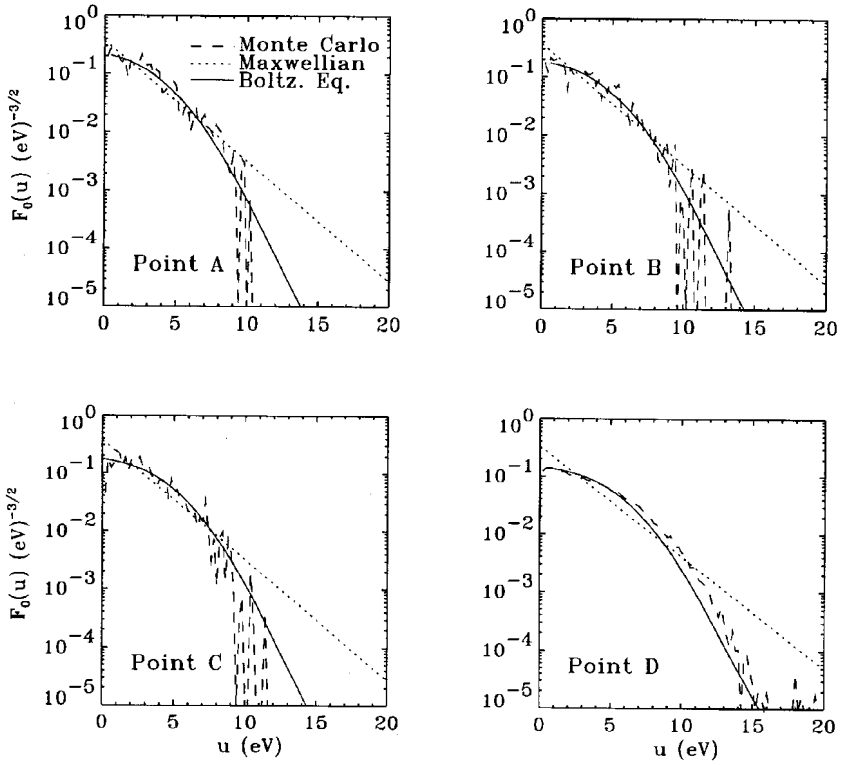 10^0
10^-1
10^-2
10^-3
10^-4
10^-5
F_0(u) (eV)^-3/2
Monte Carlo
Maxwellian
Boltz. Eq.
Point A
0 5 10 15 20
10^0
10^-1
10^-2
10^-3
10^-4
10^-5
Point B
0 5 10 15 20
10^0
10^-1
10^-2
10^-3
10^-4
10^-5
F_0(u) (eV)^-3/2
Point C
0 5 10 15 20
u (eV)
10^0
10^-1
10^-2
10^-3
10^-4
10^-5
Point D
0 5 10 15 20
u (eV)